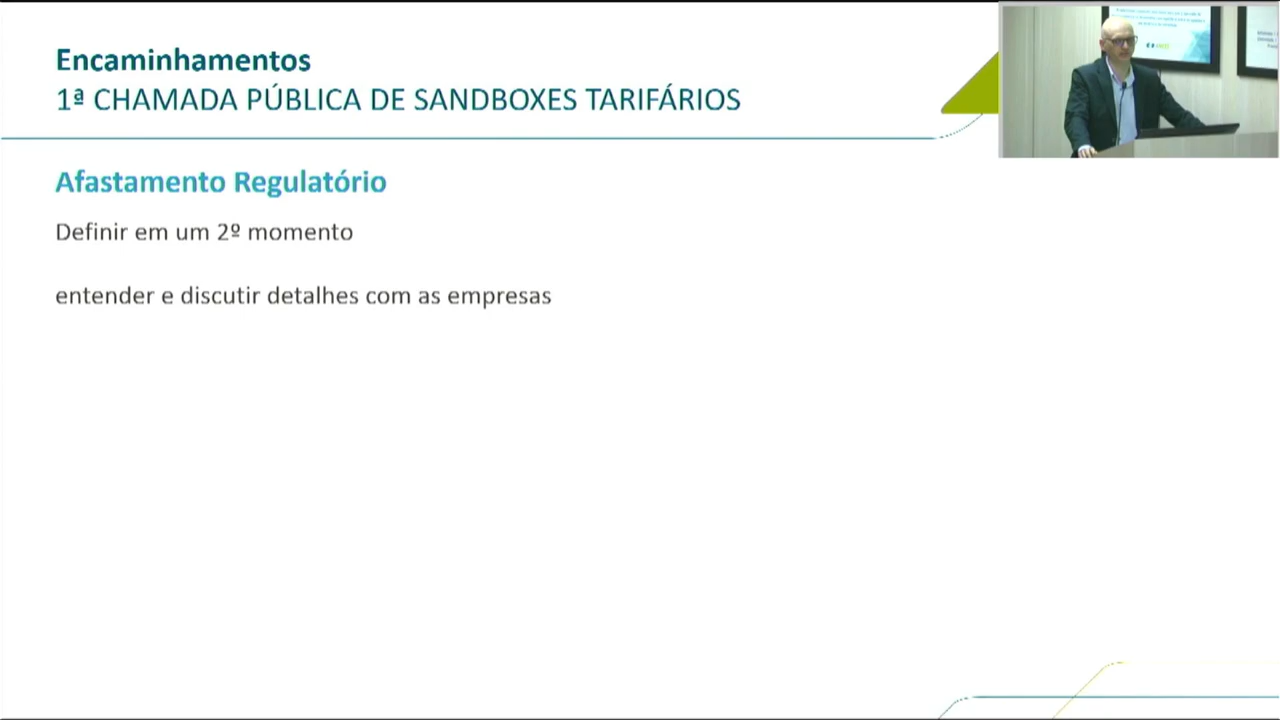 Encaminhamentos
1ª CHAMADA PÚBLICA DE SANDBOXES TARIFÁRIOS
Afastamento Regulatório
Definir em um 2º momento
entender e discutir detalhes com as empresas